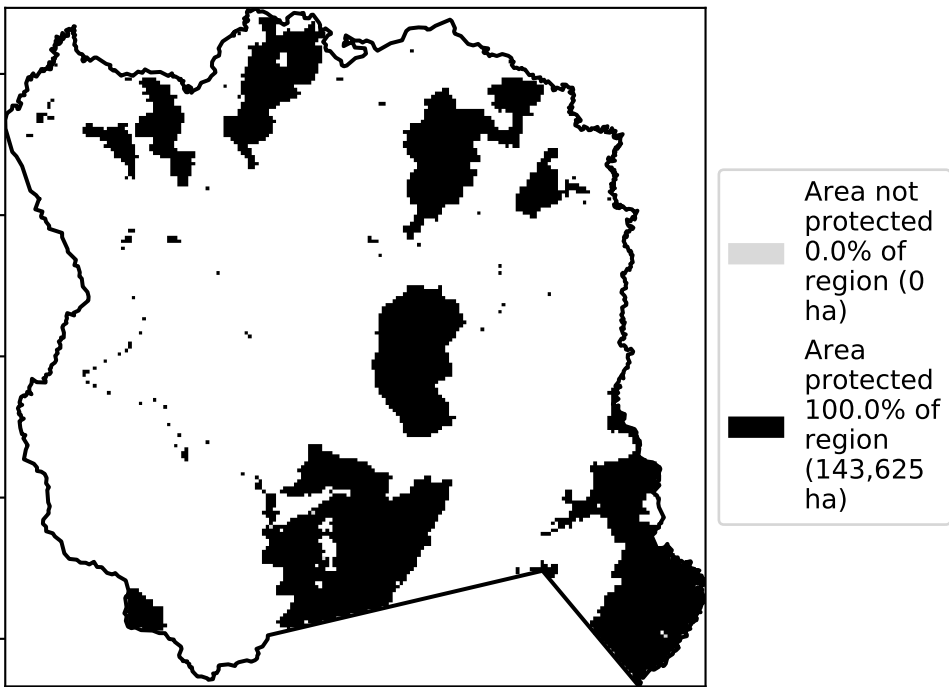 Area not
protected
0.0% of
region (0
ha)
Area
protected
100.0% of
region
(143,625
ha)